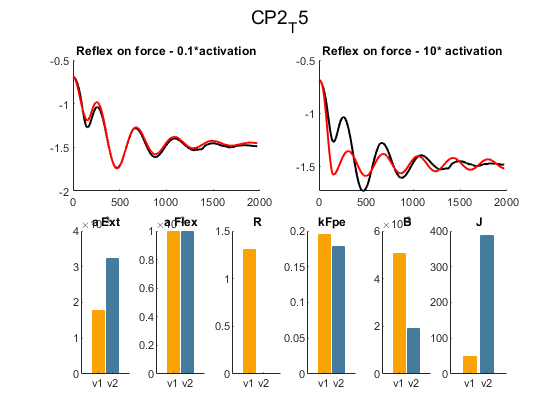 CP2_T5
Reflex on force - 0.1*activation
Reflex on force - 10* activation
-0.5
-1
-1.5
-2
0 500 1000 1500 2000
-0.5
-1
-1.5
0 500 1000 1500 2000
a Ext
4
3
2
1
0
v1 v2
a Flex
1
0.8
0.6
0.4
0.2
0
v1 v2
R
1.5
1
0.5
0
v1 v2
kFpe
0.2
0.15
0.1
0.05
0
v1 v2
B
6
4
2
0
v1 v2
J
400
300
200
100
0
v1 v2